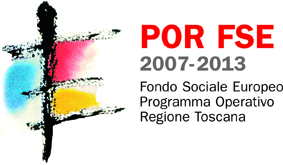 POR FSE
2007-2013
Fondo Sociale Europeo
Programma Operativo
Regione Toscana